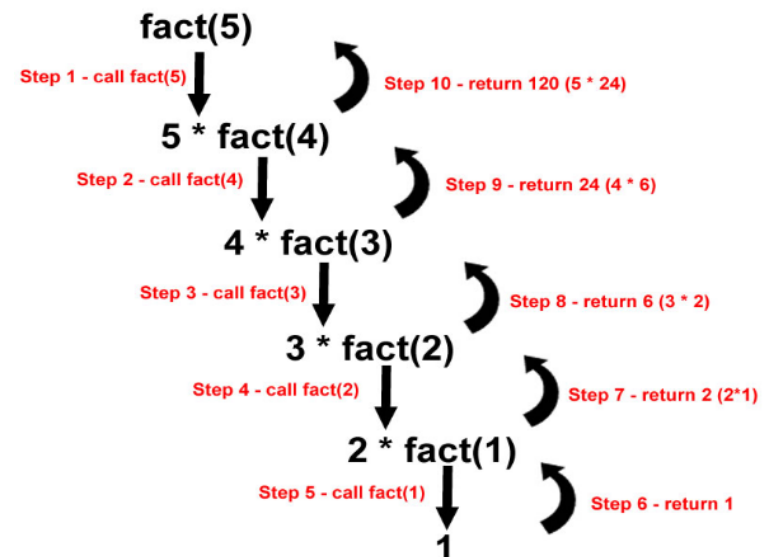 fact(5)
Step 1 - call fact(5)
Step 10 - return 120 (5 * 24)
5 * fact(4)
Step 2 - call fact(4)
Step 9 - return 24 (4 * 6)
4 * fact(3)
Step 3 - call fact(3)
Step 8 - return 6 (3 * 2)
3 * fact(2)
Step 4 - call fact(2)
Step 7 - return 2 (2*1)
2 * fact(1)
Step 5 - call fact(1)
Step 6 - return 1
1